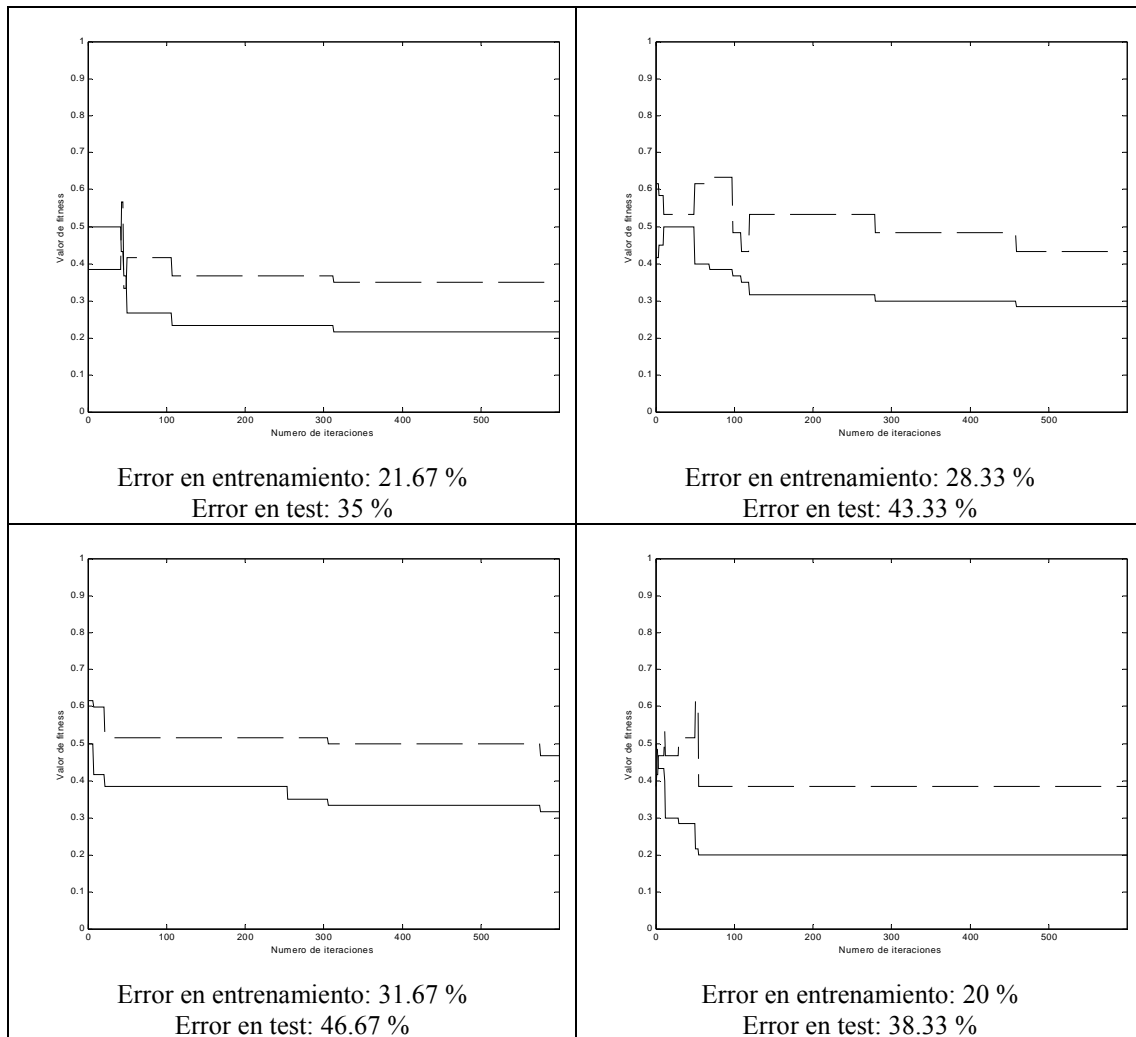 1
0.9
0.8
0.7
0.6
0.5
0.4
0.3
0.2
0.1
0
Valor de fitness
0 100 200 300 400 500
Numero de iteraciones
Error en entrenamiento: 21.67 %
Error en test: 35 %
1
0.9
0.8
0.7
0.6
0.5
0.4
0.3
0.2
0.1
0
Valor de fitness
0 100 200 300 400 500
Numero de iteraciones
Error en entrenamiento: 28.33 %
Error en test: 43.33 %
1
0.9
0.8
0.7
0.6
0.5
0.4
0.3
0.2
0.1
0
Valor de fitness
0 100 200 300 400 500
Numero de iteraciones
Error en entrenamiento: 31.67 %
Error en test: 46.67 %
1
0.9
0.8
0.7
0.6
0.5
0.4
0.3
0.2
0.1
0
Valor de fitness
0 100 200 300 400 500
Numero de iteraciones
Error en entrenamiento: 20 %
Error en test: 38.33 %